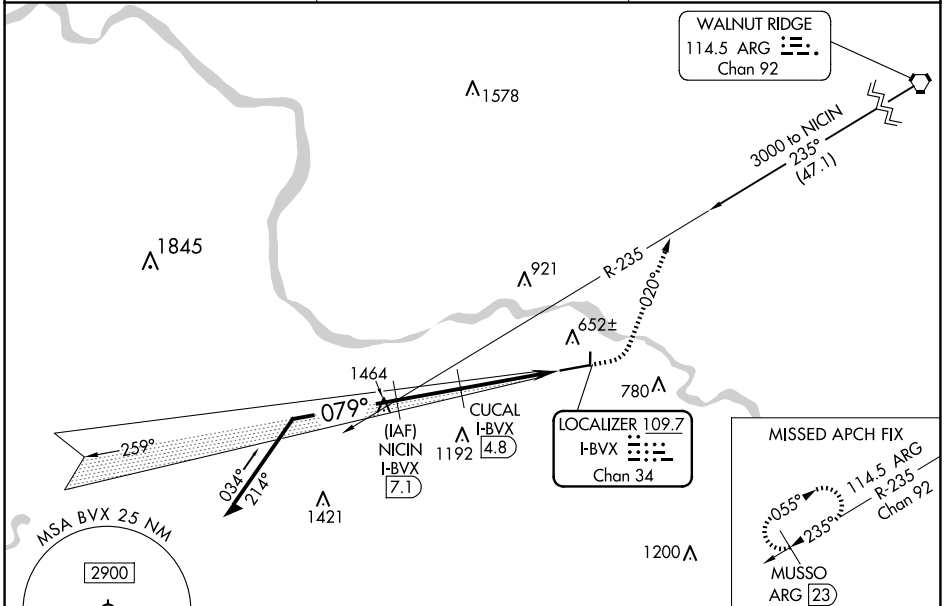 WALNUT RIDGE
114.5 ARG
Chan 92
1578
3000 to NICIN
235°
(47.1)
1845
921
R-235
020°
652±
1464
079°
780
CUCAL
I-BVX
4.8
(IAF)
NICIN
I-BVX
7.1
1192
LOCALIZER 109.7
I-BVX
Chan 34
259°
034°
214°
1421
MISSED APCH FIX
114.5 ARG
R-235
Chan 92
055°
235°
MUSSO
ARG 23
MSA BVX 25 NM
2900
1200